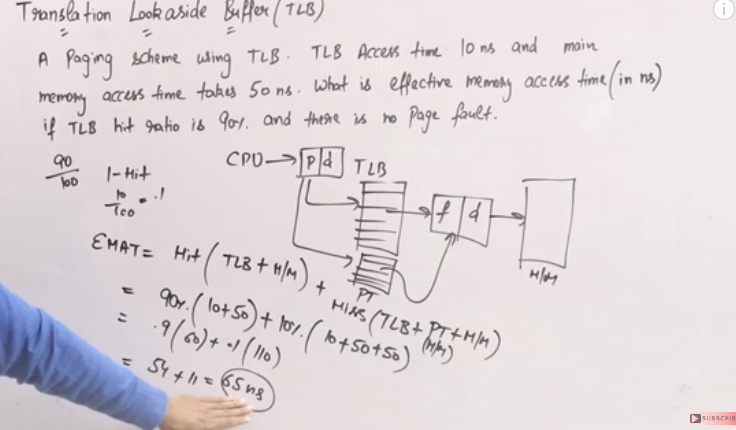 Translation Lookaside Buffer (TLB)
A Paging scheme using TLB. TLB Access time 10 ns and main
memory access time takes 50 ns. What is effective memory access time (in ns)
if TLB hit ratio is 90%. and there is no Page fault.
90
100
1-Hit
10
100 = .1
CPU → p d
TLB
f d
M/M
PT
EMAT = Hit (TLB + M/M) + Miss (TLB + PT + M/M)
(M/M)
= 90%. (10+50) + 10%. (10+50+50)
= .9 (60) + .1 (110)
= 54 + 11 = 65 ns
SUBSCRIB